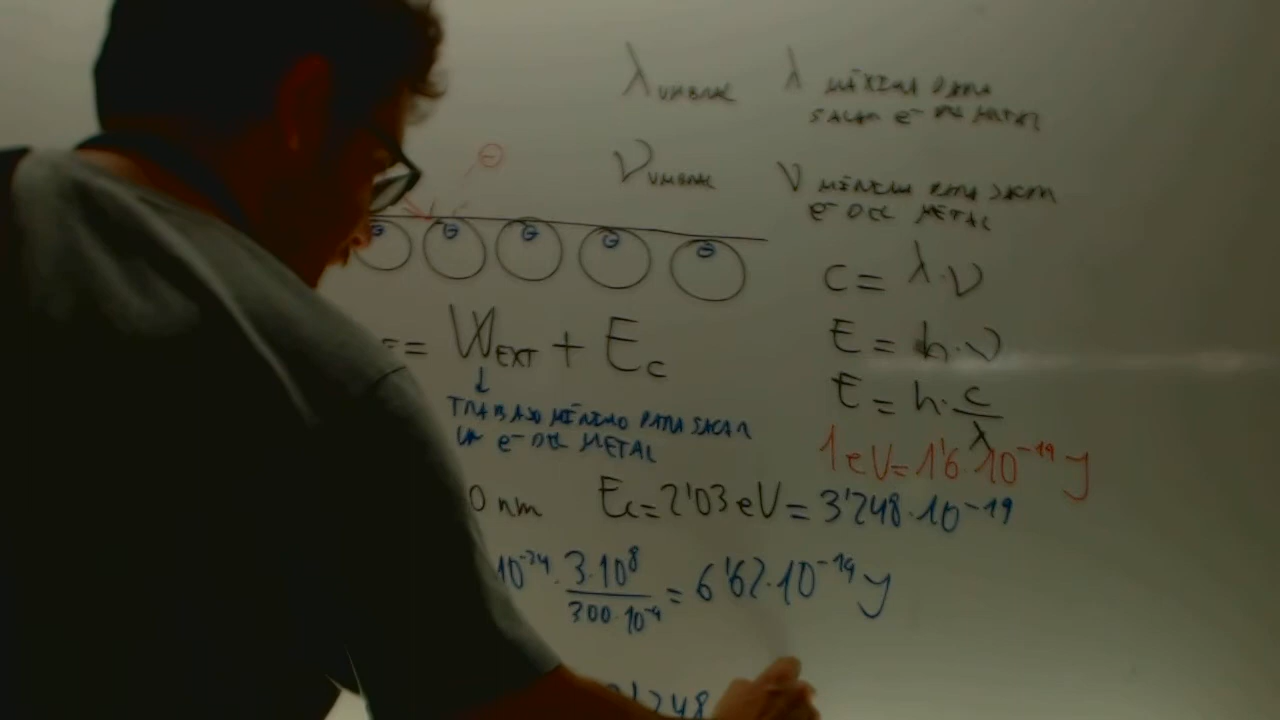 λ UMBRAL λ MÁXIMA PARA
SACAR e⁻ DEL METAL
ν UMBRAL ν MÍNIMA PARA SACAR
e⁻ DEL METAL
c = λ·ν
= W EXT + Ec
E = h·ν
↓
E = h·c/λ
TRABAJO MÍNIMO PARA SACAR
UN e⁻ DEL METAL
1 eV = 1'6·10⁻¹⁹ J
0 nm Ec = 2'03 eV = 3'248·10⁻¹⁹
10⁻³⁴ · 3·10⁸ / 300·10⁻⁹ = 6'62·10⁻¹⁹ J
248